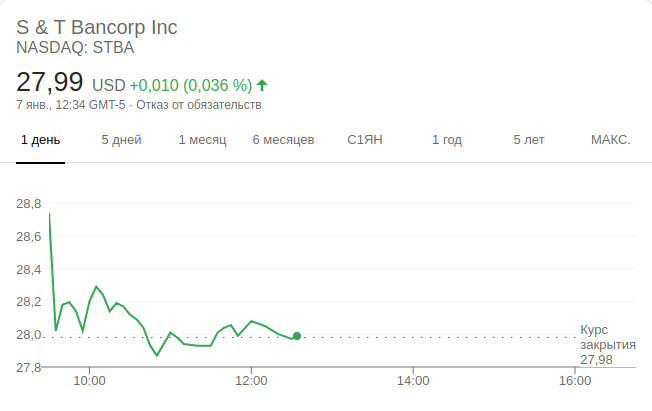 S & T Bancorp Inc
NASDAQ: STBA
27,99 USD +0,010 (0,036 %)
7 янв., 12:34 GMT-5 · Отказ от обязательств
1 день 5 дней 1 месяц 6 месяцев С1ЯН 1 год 5 лет МАКС.
28,8
28,6
28,4
28,2
28,0
27,8
Курс
закрытия
27,98
10:00 12:00 14:00 16:00